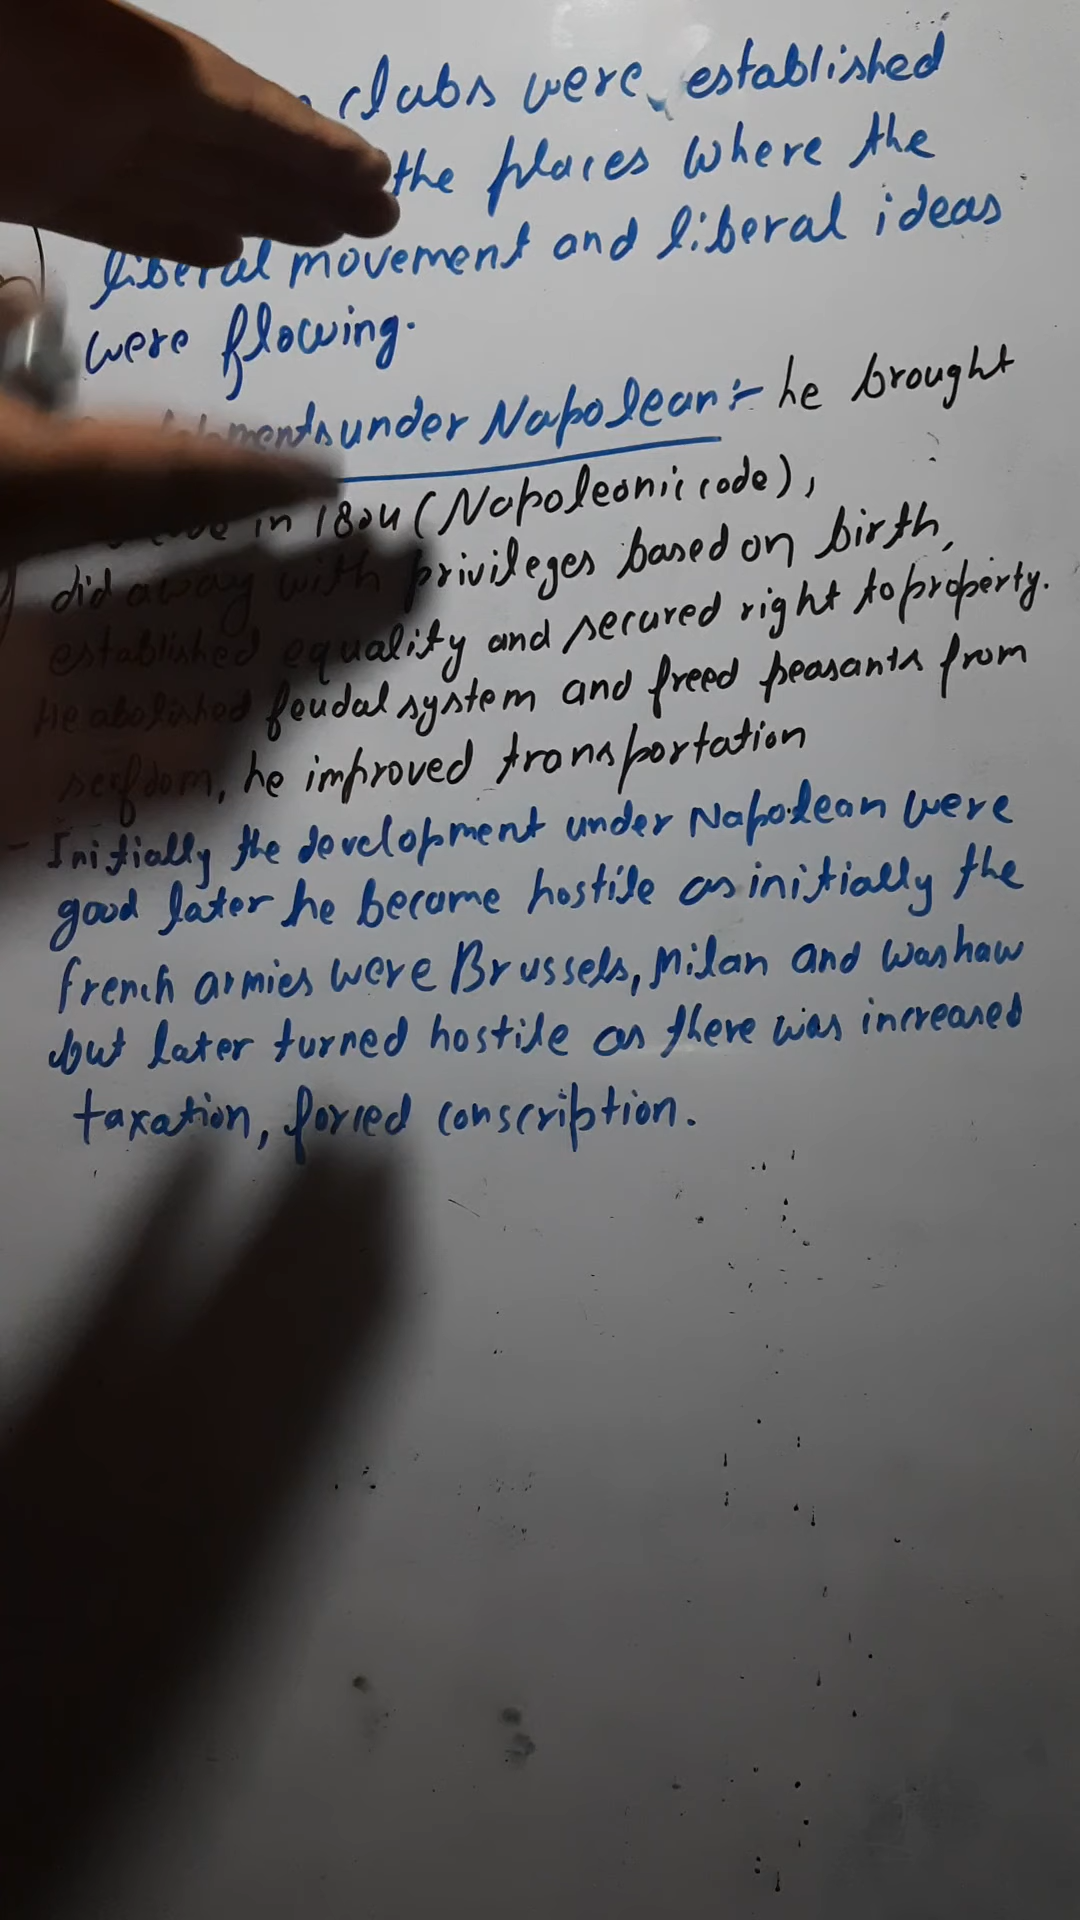 clubs were established
the places where the
liberal movement and liberal ideas
were flowing.
under Napolean:- he brought
in 1804 (Napoleonic code),
did away with privileges based on birth,
established equality and secured right to property.
He abolished feudal system and freed peasants from
serfdom, he improved transportation
- Initially the development under Napolean were
good later he became hostile as initially the
french armies were Brussels, Milan and Washaw
but later turned hostile as there was increased
taxation, forced conscription.